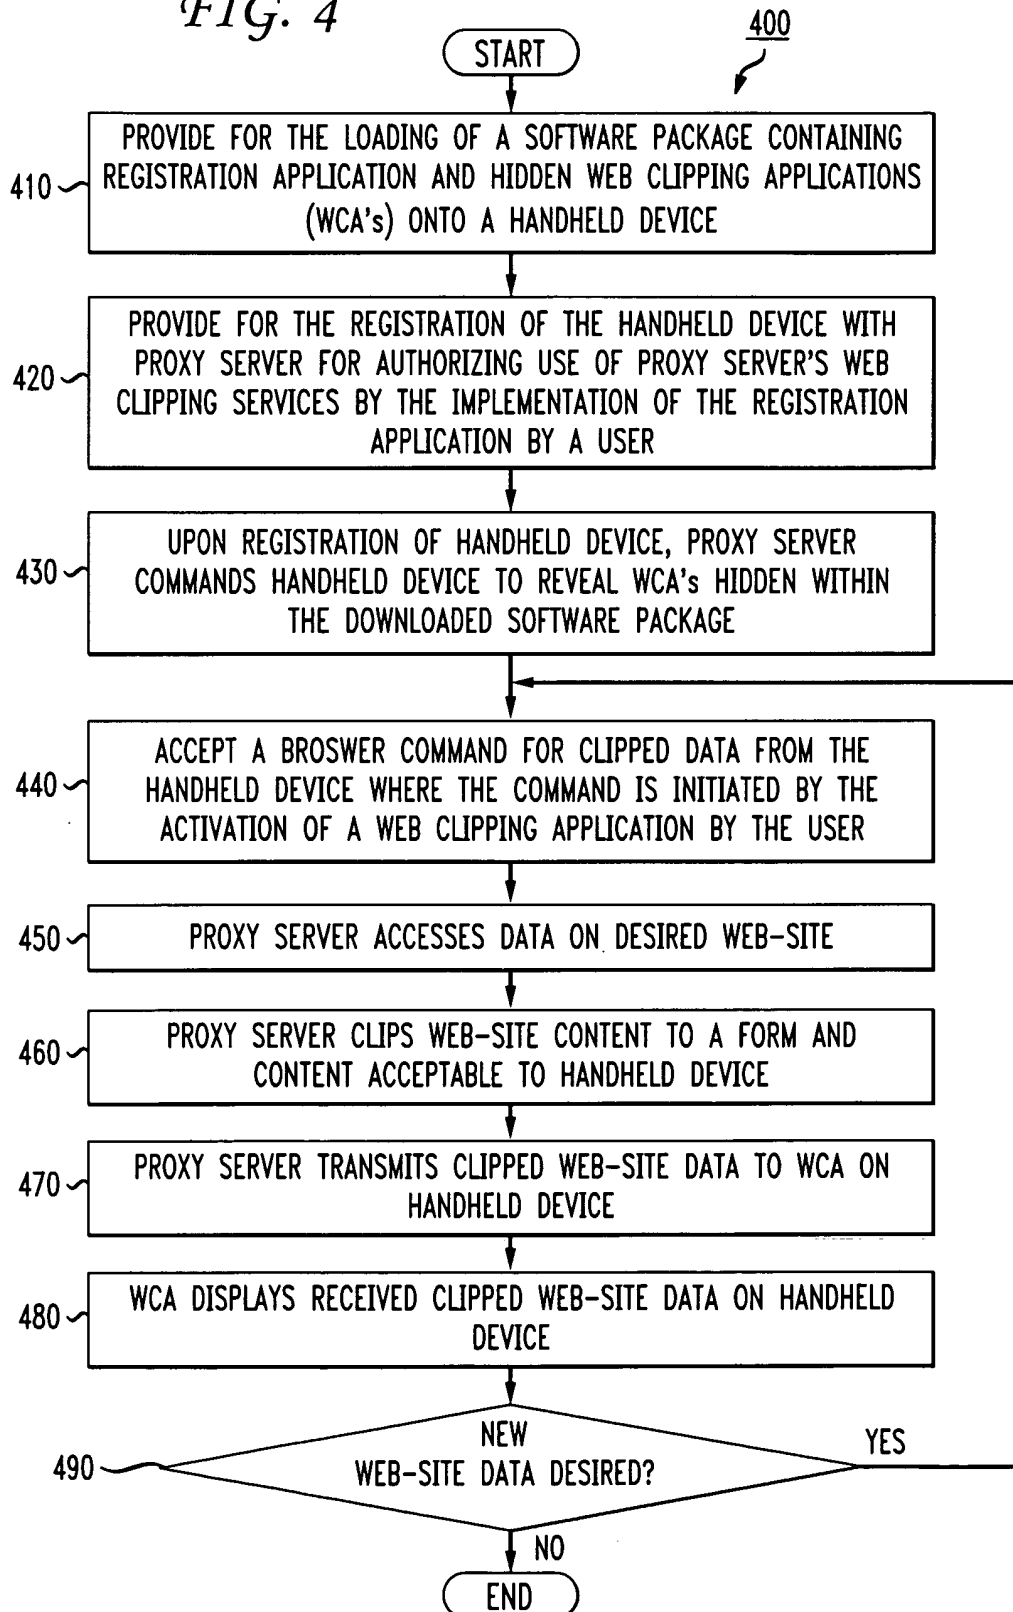 FIG. 4
400
START
410
PROVIDE FOR THE LOADING OF A SOFTWARE PACKAGE CONTAINING
REGISTRATION APPLICATION AND HIDDEN WEB CLIPPING APPLICATIONS
(WCA's) ONTO A HANDHELD DEVICE
420
PROVIDE FOR THE REGISTRATION OF THE HANDHELD DEVICE WITH
PROXY SERVER FOR AUTHORIZING USE OF PROXY SERVER'S WEB
CLIPPING SERVICES BY THE IMPLEMENTATION OF THE REGISTRATION
APPLICATION BY A USER
430
UPON REGISTRATION OF HANDHELD DEVICE, PROXY SERVER
COMMANDS HANDHELD DEVICE TO REVEAL WCA's HIDDEN WITHIN
THE DOWNLOADED SOFTWARE PACKAGE
440
ACCEPT A BROSWER COMMAND FOR CLIPPED DATA FROM THE
HANDHELD DEVICE WHERE THE COMMAND IS INITIATED BY THE
ACTIVATION OF A WEB CLIPPING APPLICATION BY THE USER
450
PROXY SERVER ACCESSES DATA ON DESIRED WEB-SITE
460
PROXY SERVER CLIPS WEB-SITE CONTENT TO A FORM AND
CONTENT ACCEPTABLE TO HANDHELD DEVICE
470
PROXY SERVER TRANSMITS CLIPPED WEB-SITE DATA TO WCA ON
HANDHELD DEVICE
480
WCA DISPLAYS RECEIVED CLIPPED WEB-SITE DATA ON HANDHELD
DEVICE
490
NEW
WEB-SITE DATA DESIRED?
YES
NO
END